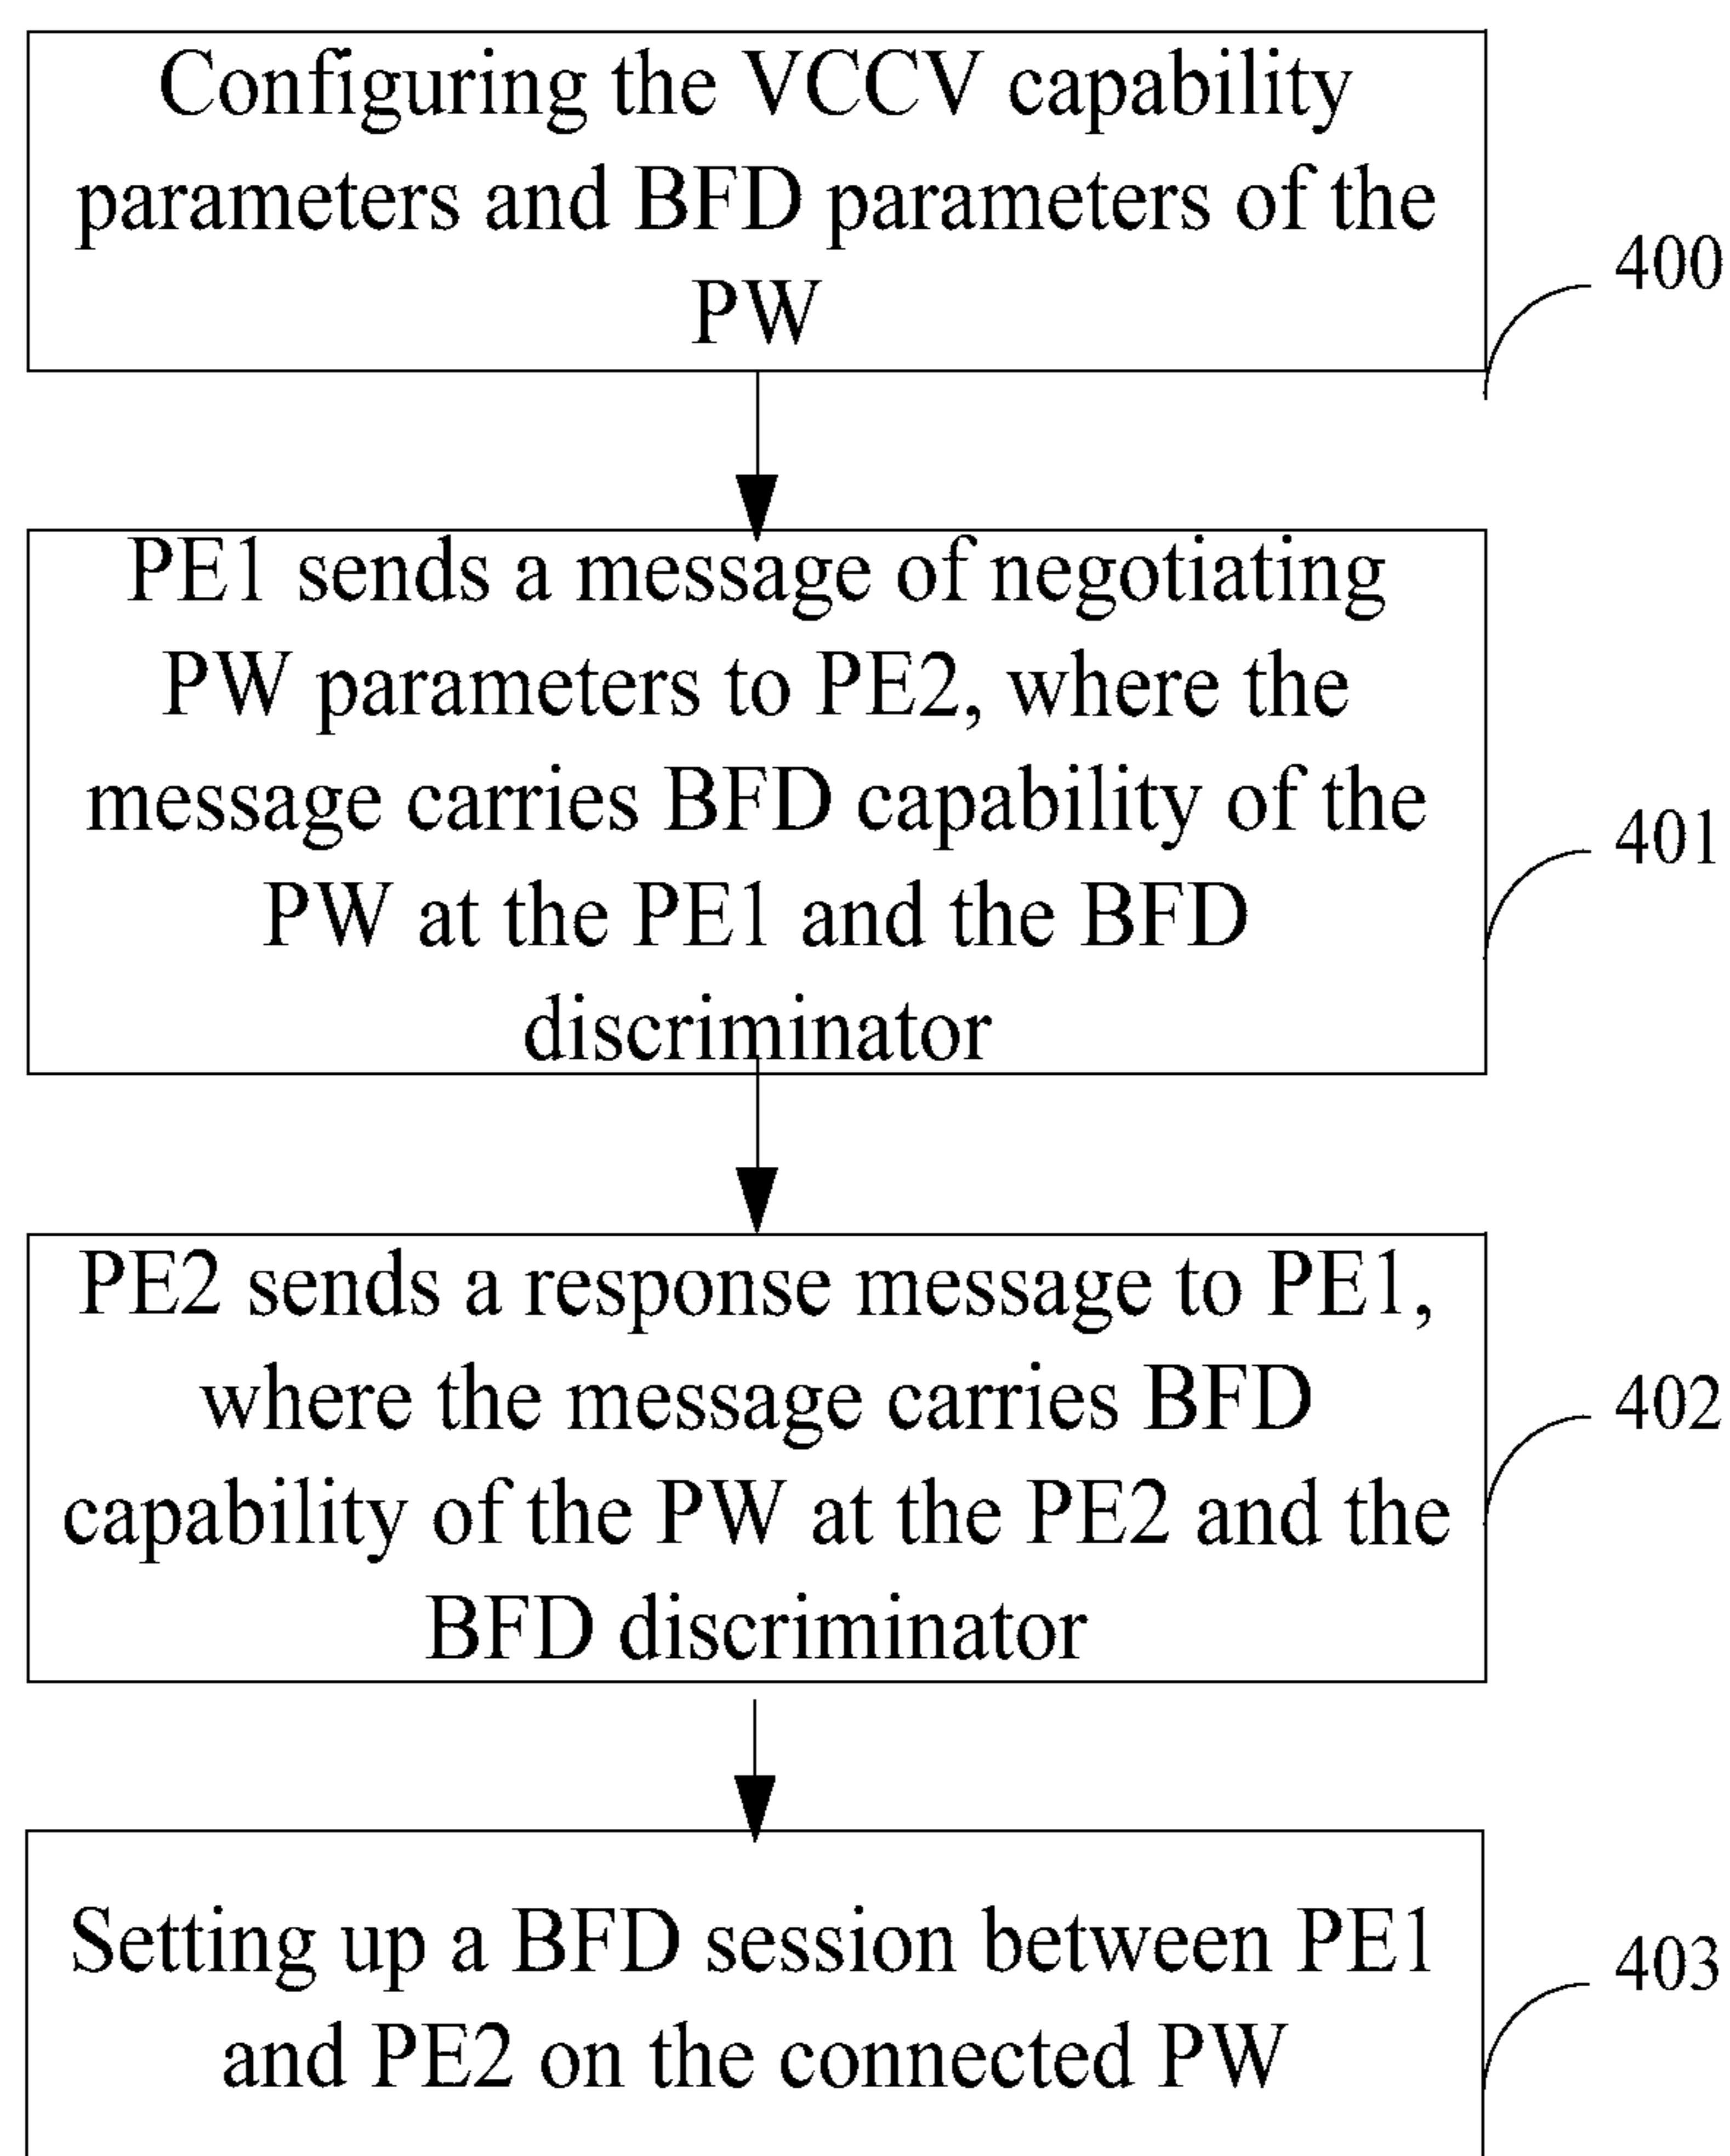 Configuring the VCCV capability
parameters and BFD parameters of the
PW
400
PE1 sends a message of negotiating
PW parameters to PE2, where the
message carries BFD capability of the
PW at the PE1 and the BFD
discriminator
401
PE2 sends a response message to PE1,
where the message carries BFD
capability of the PW at the PE2 and the
BFD discriminator
402
Setting up a BFD session between PE1
and PE2 on the connected PW
403